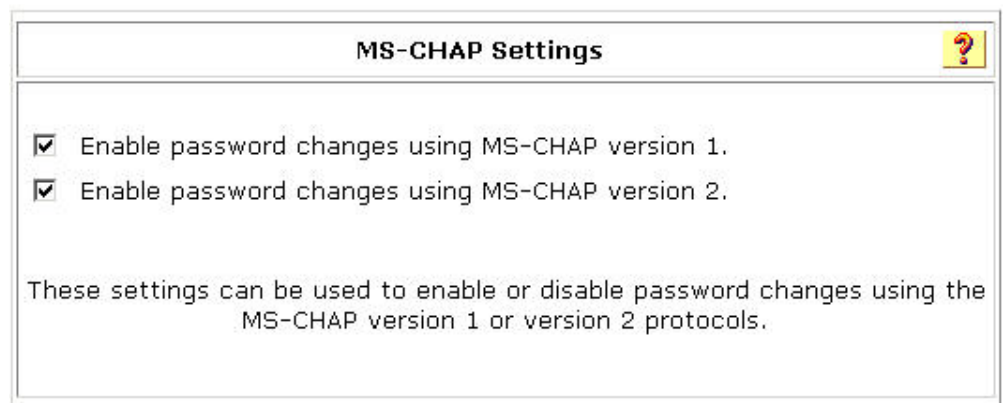 MS-CHAP Settings
?
Enable password changes using MS-CHAP version 1.
Enable password changes using MS-CHAP version 2.
These settings can be used to enable or disable password changes using the
MS-CHAP version 1 or version 2 protocols.